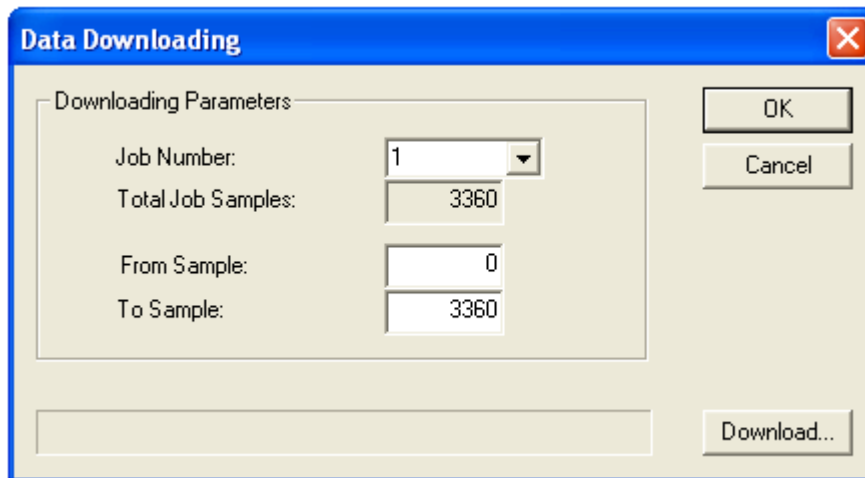 Data Downloading
Downloading Parameters
Job Number: 1
Total Job Samples: 3360
From Sample: 0
To Sample: 3360
OK
Cancel
Download...